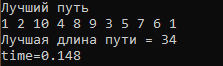 Лучший путь
1 2 10 4 8 9 3 5 7 6 1
Лучшая длина пути = 34
time=0.148